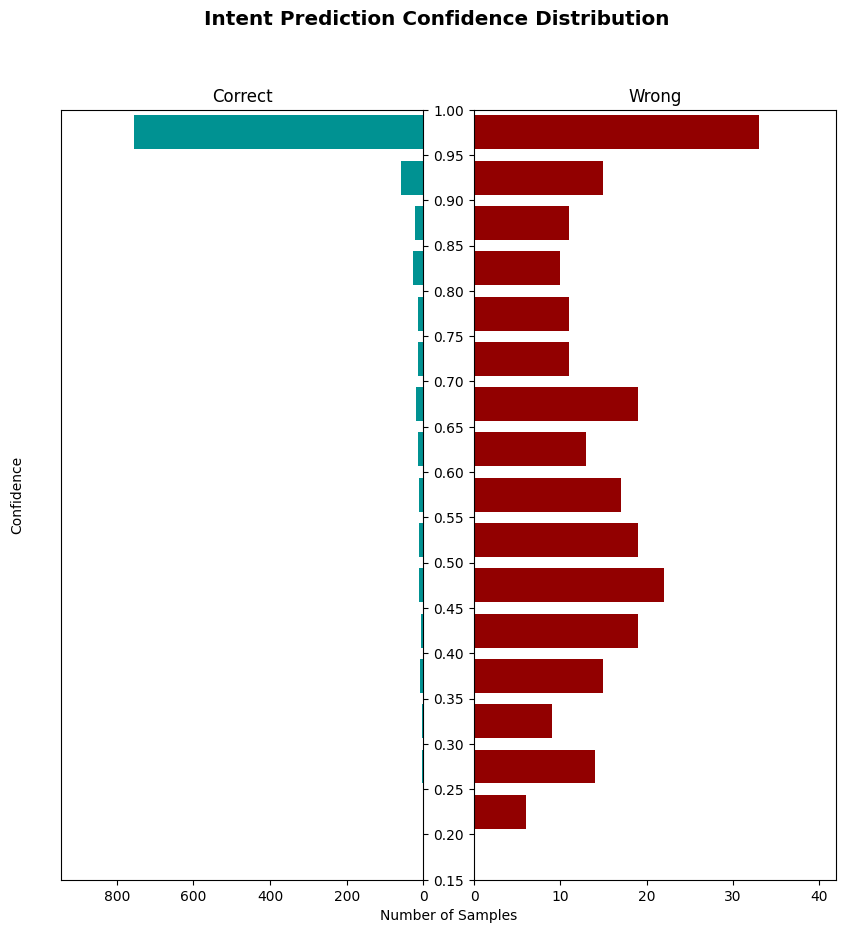 Intent Prediction Confidence Distribution
Correct
Wrong
1.00
0.95
0.90
0.85
0.80
0.75
0.70
0.65
0.60
0.55
0.50
0.45
0.40
0.35
0.30
0.25
0.20
0.15
Confidence
800 600 400 200 0
0 10 20 30 40
Number of Samples